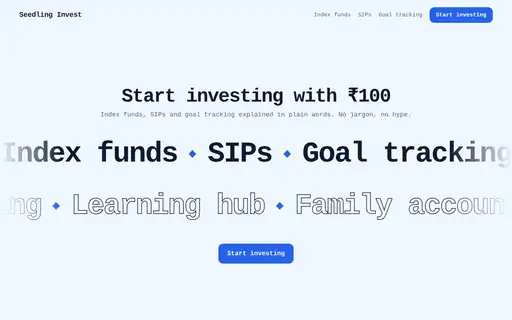 Seedling Invest
Index funds SIPs Goal tracking Start investing
Start investing with ₹100
Index funds, SIPs and goal tracking explained in plain words. No jargon, no hype.
Index funds ◆ SIPs ◆ Goal tracking
ing ◆ Learning hub ◆ Family accoun
Start investing